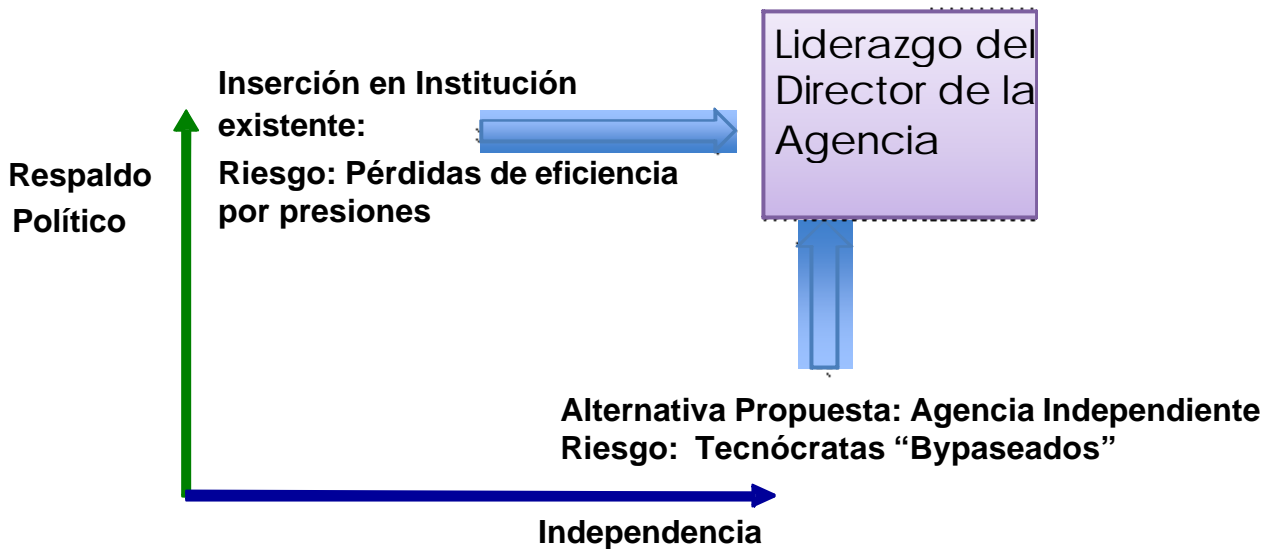 Liderazgo del
Director de la
Agencia
Inserción en Institución
existente:
Riesgo: Pérdidas de eficiencia
por presiones
Respaldo
Político
Alternativa Propuesta: Agencia Independiente
Riesgo: Tecnócratas “Bypaseados”
Independencia